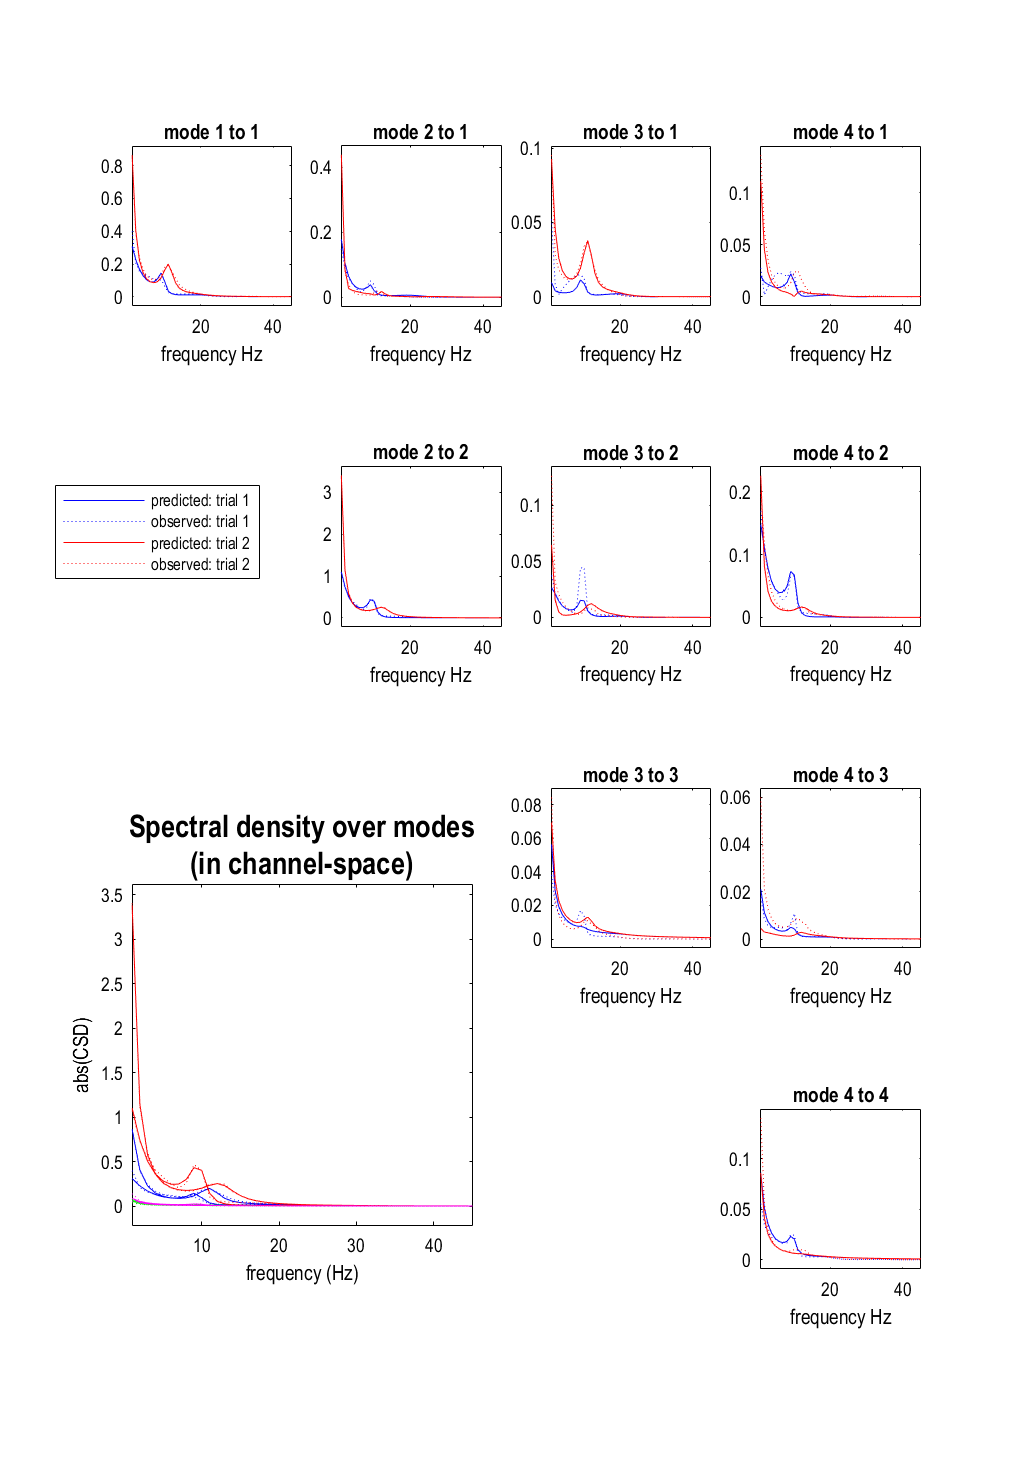 mode 1 to 1
mode 2 to 1
mode 3 to 1
mode 4 to 1
0.8
0.6
0.4
0.2
0
20
40
frequency Hz
0.4
0.2
0
20
40
frequency Hz
0.1
0.05
0
20
40
frequency Hz
0.1
0.05
0
20
40
frequency Hz
predicted: trial 1
observed: trial 1
predicted: trial 2
observed: trial 2
mode 2 to 2
3
2
1
0
20
40
frequency Hz
mode 3 to 2
0.1
0.05
0
20
40
frequency Hz
mode 4 to 2
0.2
0.1
0
20
40
frequency Hz
mode 3 to 3
0.08
0.06
0.04
0.02
0
20
40
frequency Hz
mode 4 to 3
0.06
0.04
0.02
0
20
40
frequency Hz
Spectral density over modes
(in channel-space)
3.5
3
2.5
2
1.5
1
0.5
0
abs(CSD)
10
20
30
40
frequency (Hz)
mode 4 to 4
0.1
0.05
0
20
40
frequency Hz